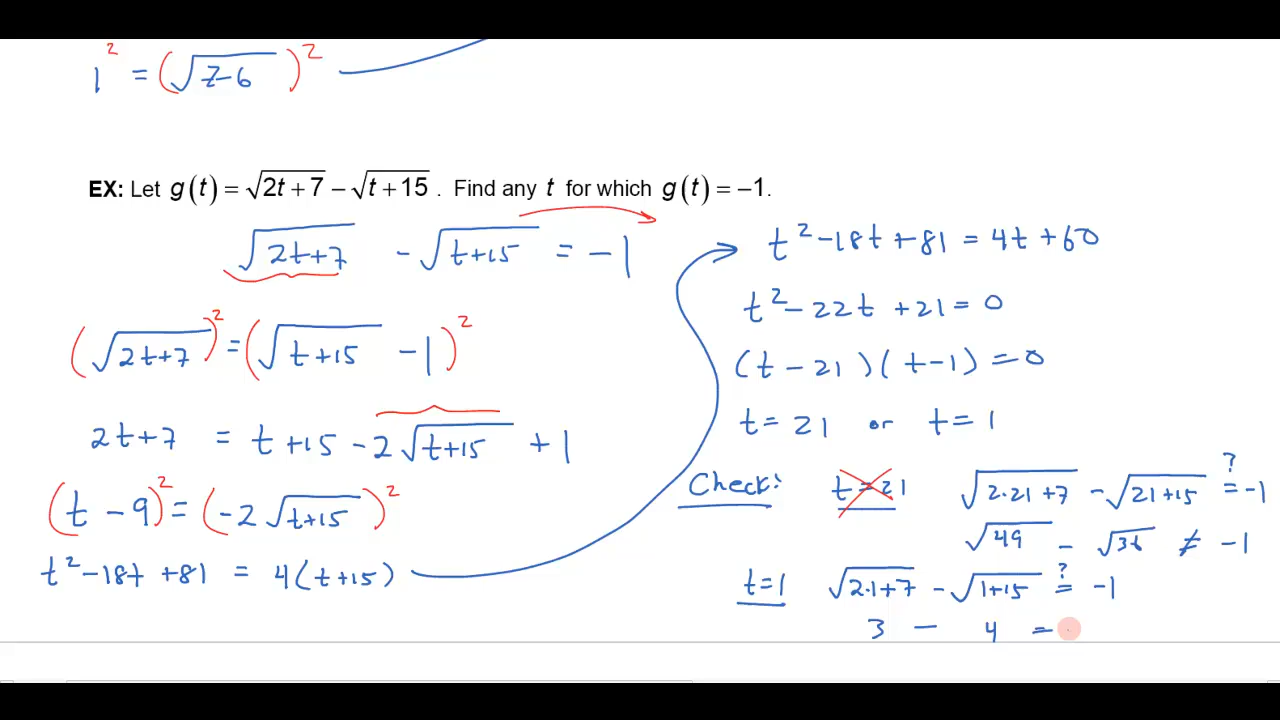 1² = (√z-6)²
EX: Let g(t) = √2t + 7 − √t + 15 . Find any t for which g(t) = −1.
√2t+7 - √t+15 = -1
(√2t+7)² = (√t+15 - 1)²
2t+7 = t+15 - 2√t+15 + 1
(t - 9)² = (-2√t+15)²
t² - 18t + 81 = 4(t+15)
t² - 18t + 81 = 4t + 60
t² - 22t + 21 = 0
(t - 21)(t - 1) = 0
t = 21 or t = 1
Check: t = 21 √2·21+7 - √21+15 ?= -1
√49 - √36 ≠ -1
t=1 √2·1+7 - √1+15 ?= -1
3 - 4 =